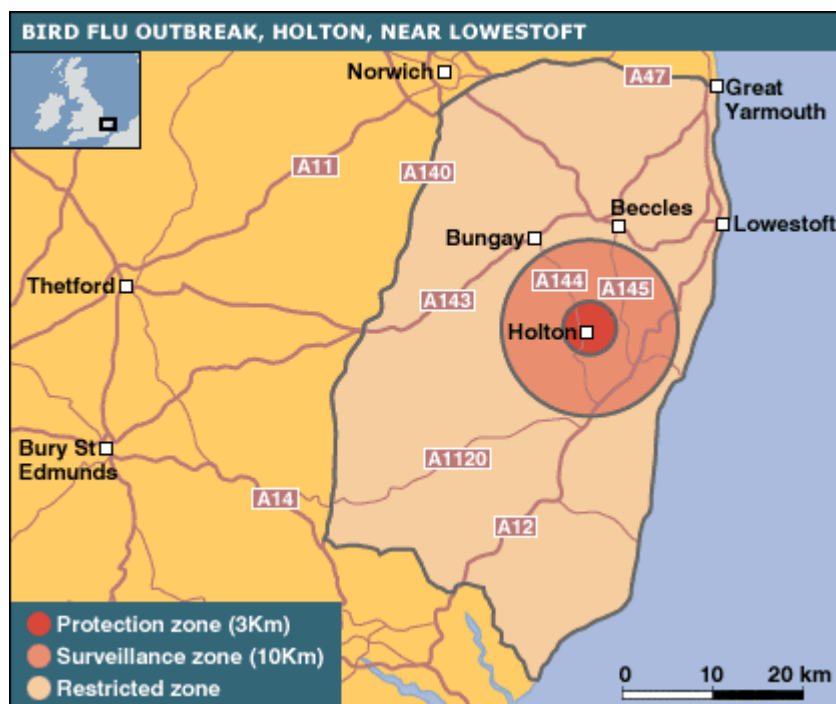 BIRD FLU OUTBREAK, HOLTON, NEAR LOWESTOFT
Norwich
A47
Great
Yarmouth
A11
A140
Beccles
Bungay
Lowestoft
Thetford
A144
A145
A143
Holton
Bury St
Edmunds
A1120
A14
A12
Protection zone (3Km)
Surveillance zone (10Km)
Restricted zone
0 10 20 km